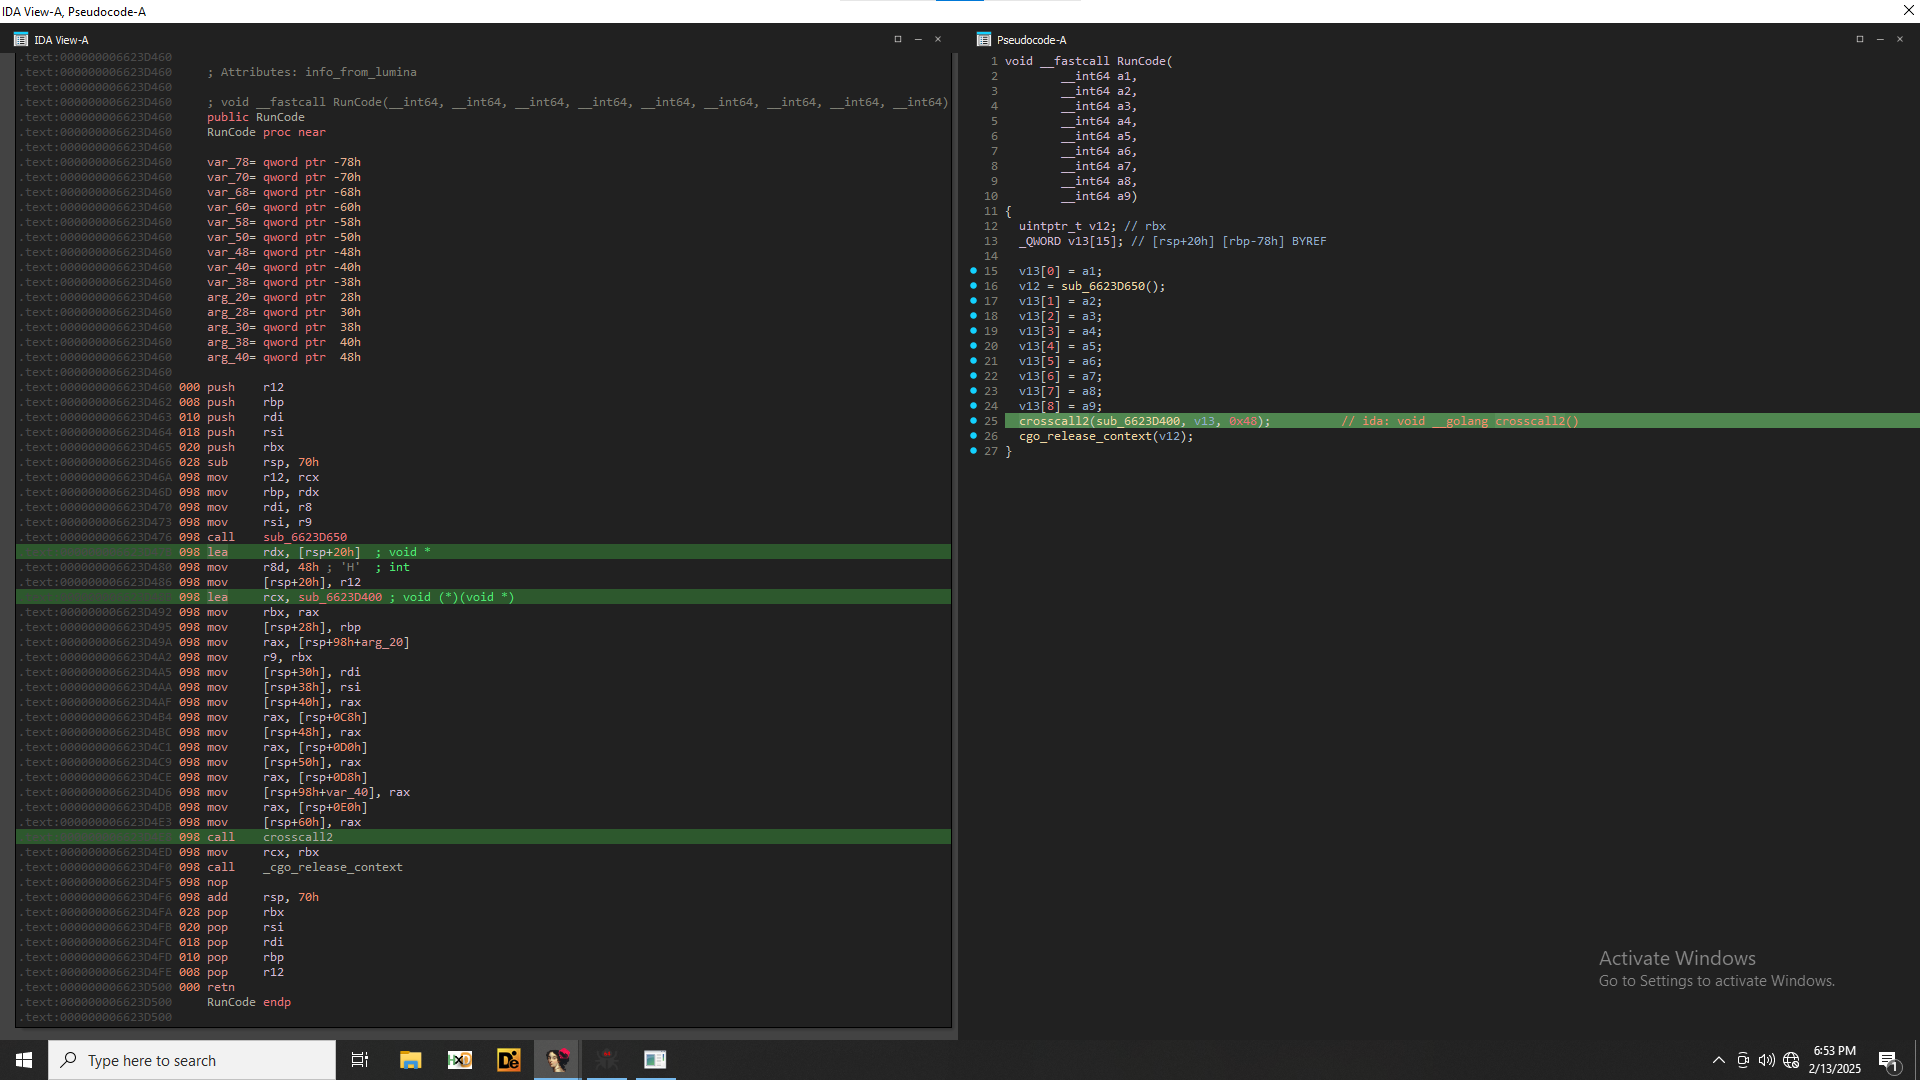 IDA View-A, Pseudocode-A
IDA View-A
.text:000000006623D460
.text:000000006623D460 ; Attributes: info_from_lumina
.text:000000006623D460
.text:000000006623D460 ; void __fastcall RunCode(__int64, __int64, __int64, __int64, __int64, __int64, __int64, __int64, __int64)
.text:000000006623D460 public RunCode
.text:000000006623D460 RunCode proc near
.text:000000006623D460
.text:000000006623D460 var_78= qword ptr -78h
.text:000000006623D460 var_70= qword ptr -70h
.text:000000006623D460 var_68= qword ptr -68h
.text:000000006623D460 var_60= qword ptr -60h
.text:000000006623D460 var_58= qword ptr -58h
.text:000000006623D460 var_50= qword ptr -50h
.text:000000006623D460 var_48= qword ptr -48h
.text:000000006623D460 var_40= qword ptr -40h
.text:000000006623D460 var_38= qword ptr -38h
.text:000000006623D460 arg_20= qword ptr  28h
.text:000000006623D460 arg_28= qword ptr  30h
.text:000000006623D460 arg_30= qword ptr  38h
.text:000000006623D460 arg_38= qword ptr  40h
.text:000000006623D460 arg_40= qword ptr  48h
.text:000000006623D460
.text:000000006623D460 000 push r12
.text:000000006623D462 008 push rbp
.text:000000006623D463 010 push rdi
.text:000000006623D464 018 push rsi
.text:000000006623D465 020 push rbx
.text:000000006623D466 028 sub rsp, 70h
.text:000000006623D46A 098 mov r12, rcx
.text:000000006623D46D 098 mov rbp, rdx
.text:000000006623D470 098 mov rdi, r8
.text:000000006623D473 098 mov rsi, r9
.text:000000006623D476 098 call sub_6623D650
098 lea rdx, [rsp+20h] ; void *
.text:000000006623D480 098 mov r8d, 48h ; 'H' ; int
.text:000000006623D486 098 mov [rsp+20h], r12
098 lea rcx, sub_6623D400 ; void (*)(void *)
.text:000000006623D492 098 mov rbx, rax
.text:000000006623D495 098 mov [rsp+28h], rbp
.text:000000006623D49A 098 mov rax, [rsp+98h+arg_20]
.text:000000006623D4A2 098 mov r9, rbx
.text:000000006623D4A5 098 mov [rsp+30h], rdi
.text:000000006623D4AA 098 mov [rsp+38h], rsi
.text:000000006623D4AF 098 mov [rsp+40h], rax
.text:000000006623D4B4 098 mov rax, [rsp+0C8h]
.text:000000006623D4BC 098 mov [rsp+48h], rax
.text:000000006623D4C1 098 mov rax, [rsp+0D0h]
.text:000000006623D4C9 098 mov [rsp+50h], rax
.text:000000006623D4CE 098 mov rax, [rsp+0D8h]
.text:000000006623D4D6 098 mov [rsp+98h+var_40], rax
.text:000000006623D4DB 098 mov rax, [rsp+0E0h]
.text:000000006623D4E3 098 mov [rsp+60h], rax
098 call crosscall2
.text:000000006623D4ED 098 mov rcx, rbx
.text:000000006623D4F0 098 call _cgo_release_context
.text:000000006623D4F5 098 nop
.text:000000006623D4F6 098 add rsp, 70h
.text:000000006623D4FA 028 pop rbx
.text:000000006623D4FB 020 pop rsi
.text:000000006623D4FC 018 pop rdi
.text:000000006623D4FD 010 pop rbp
.text:000000006623D4FE 008 pop r12
.text:000000006623D500 000 retn
.text:000000006623D500 RunCode endp
.text:000000006623D500
Pseudocode-A
1 void __fastcall RunCode(
2 __int64 a1,
3 __int64 a2,
4 __int64 a3,
5 __int64 a4,
6 __int64 a5,
7 __int64 a6,
8 __int64 a7,
9 __int64 a8,
10 __int64 a9)
11 {
12 uintptr_t v12; // rbx
13 _QWORD v13[15]; // [rsp+20h] [rbp-78h] BYREF
14
15 v13[0] = a1;
16 v12 = sub_6623D650();
17 v13[1] = a2;
18 v13[2] = a3;
19 v13[3] = a4;
20 v13[4] = a5;
21 v13[5] = a6;
22 v13[6] = a7;
23 v13[7] = a8;
24 v13[8] = a9;
25 crosscall2(sub_6623D400, v13, 0x48); // ida: void __golang crosscall2()
26 cgo_release_context(v12);
27 }
Activate Windows
Go to Settings to activate Windows.
Type here to search
6:53 PM
2/13/2025
1